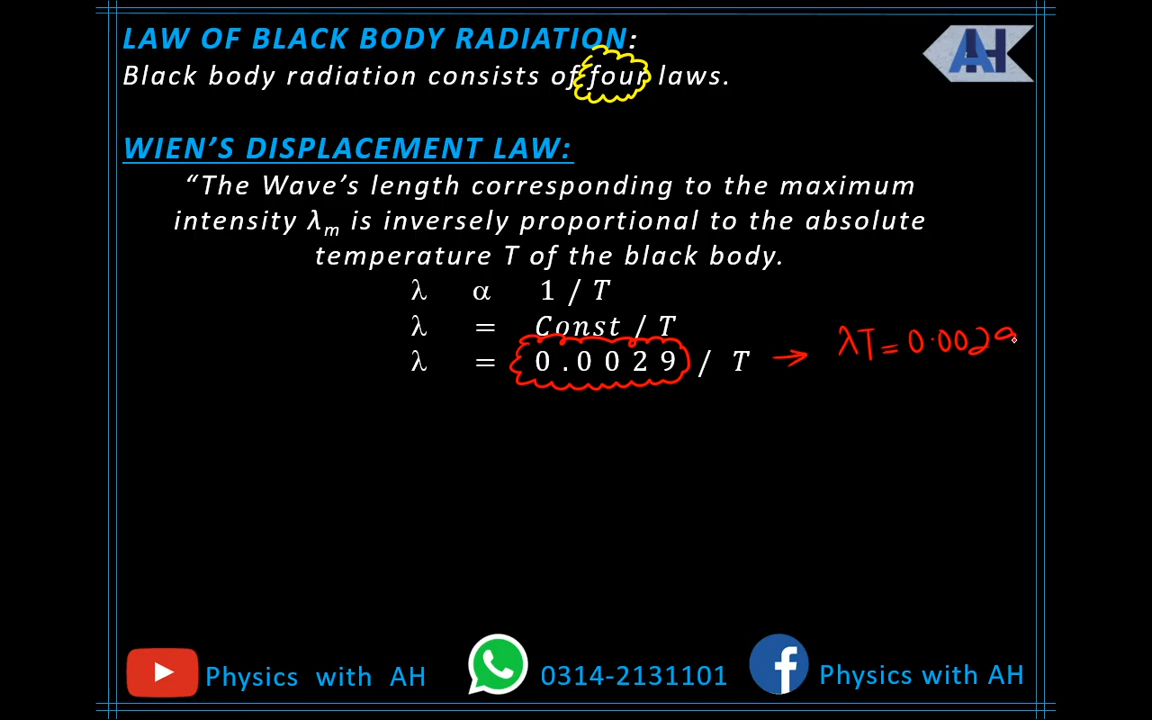 LAW OF BLACK BODY RADIATION:
AH
Black body radiation consists of four laws.
WIEN’S DISPLACEMENT LAW:
“The Wave’s length corresponding to the maximum
intensity λm is inversely proportional to the absolute
temperature T of the black body.
λ α 1 / T
λ = Const / T
λ = 0.0029 / T → λT = 0.0029
Physics with AH 0314-2131101 Physics with AH